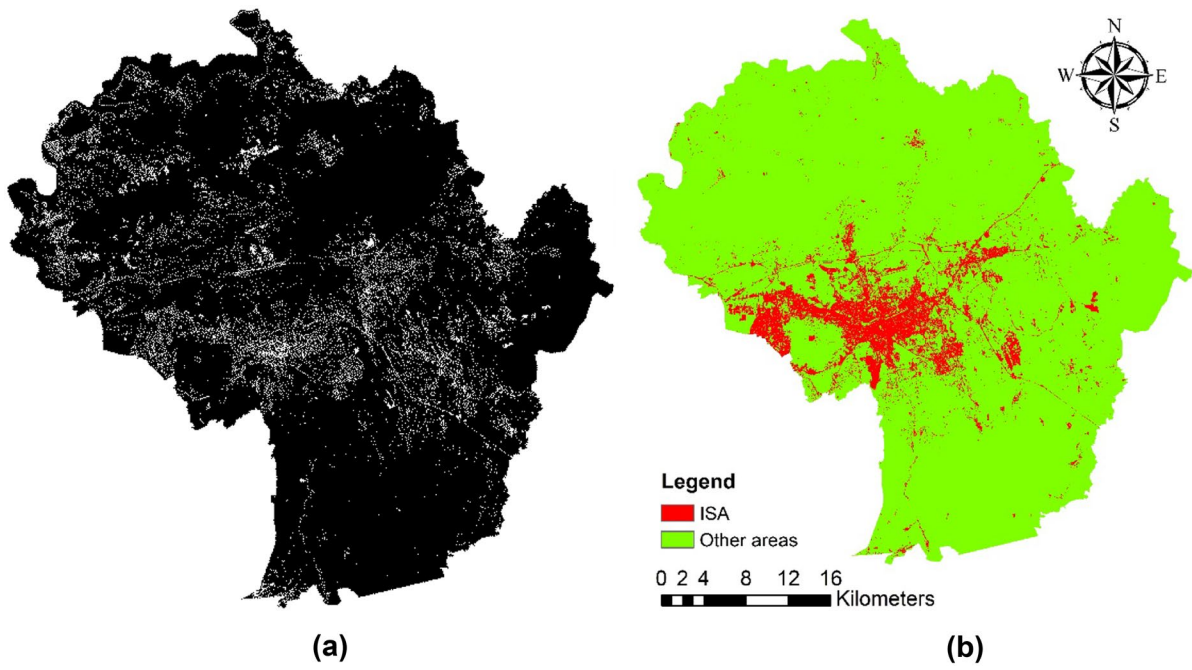 N
W E
S
Legend
ISA
Other areas
0 2 4 8 12 16
Kilometers
(a) (b)